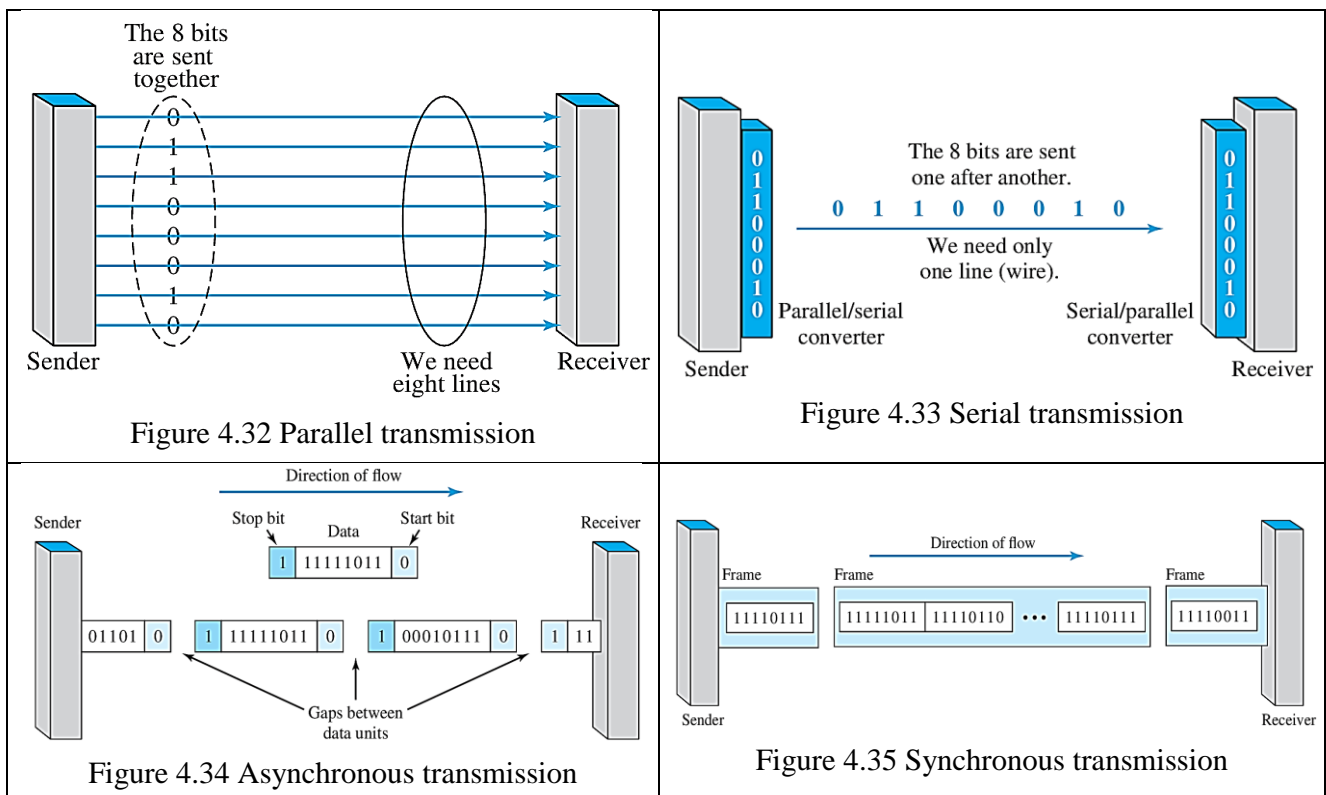 The 8 bits
are sent
together
0
1
1
0
0
0
1
0
Sender
We need
eight lines
Receiver
Figure 4.32 Parallel transmission
0
1
1
0
0
0
1
0
The 8 bits are sent
one after another.
0 1 1 0 0 0 1 0
We need only
one line (wire).
Parallel/serial
converter
Sender
0
1
1
0
0
0
1
0
Serial/parallel
converter
Receiver
Figure 4.33 Serial transmission
Direction of flow
Sender
Stop bit
Data
Start bit
Receiver
1 11111011 0
01101 0
1 11111011 0
1 00010111 0
1 11
Gaps between
data units
Figure 4.34 Asynchronous transmission
Direction of flow
Frame
Frame
Frame
11110111
11111011 11110110 ••• 11110111
11110011
Sender
Receiver
Figure 4.35 Synchronous transmission